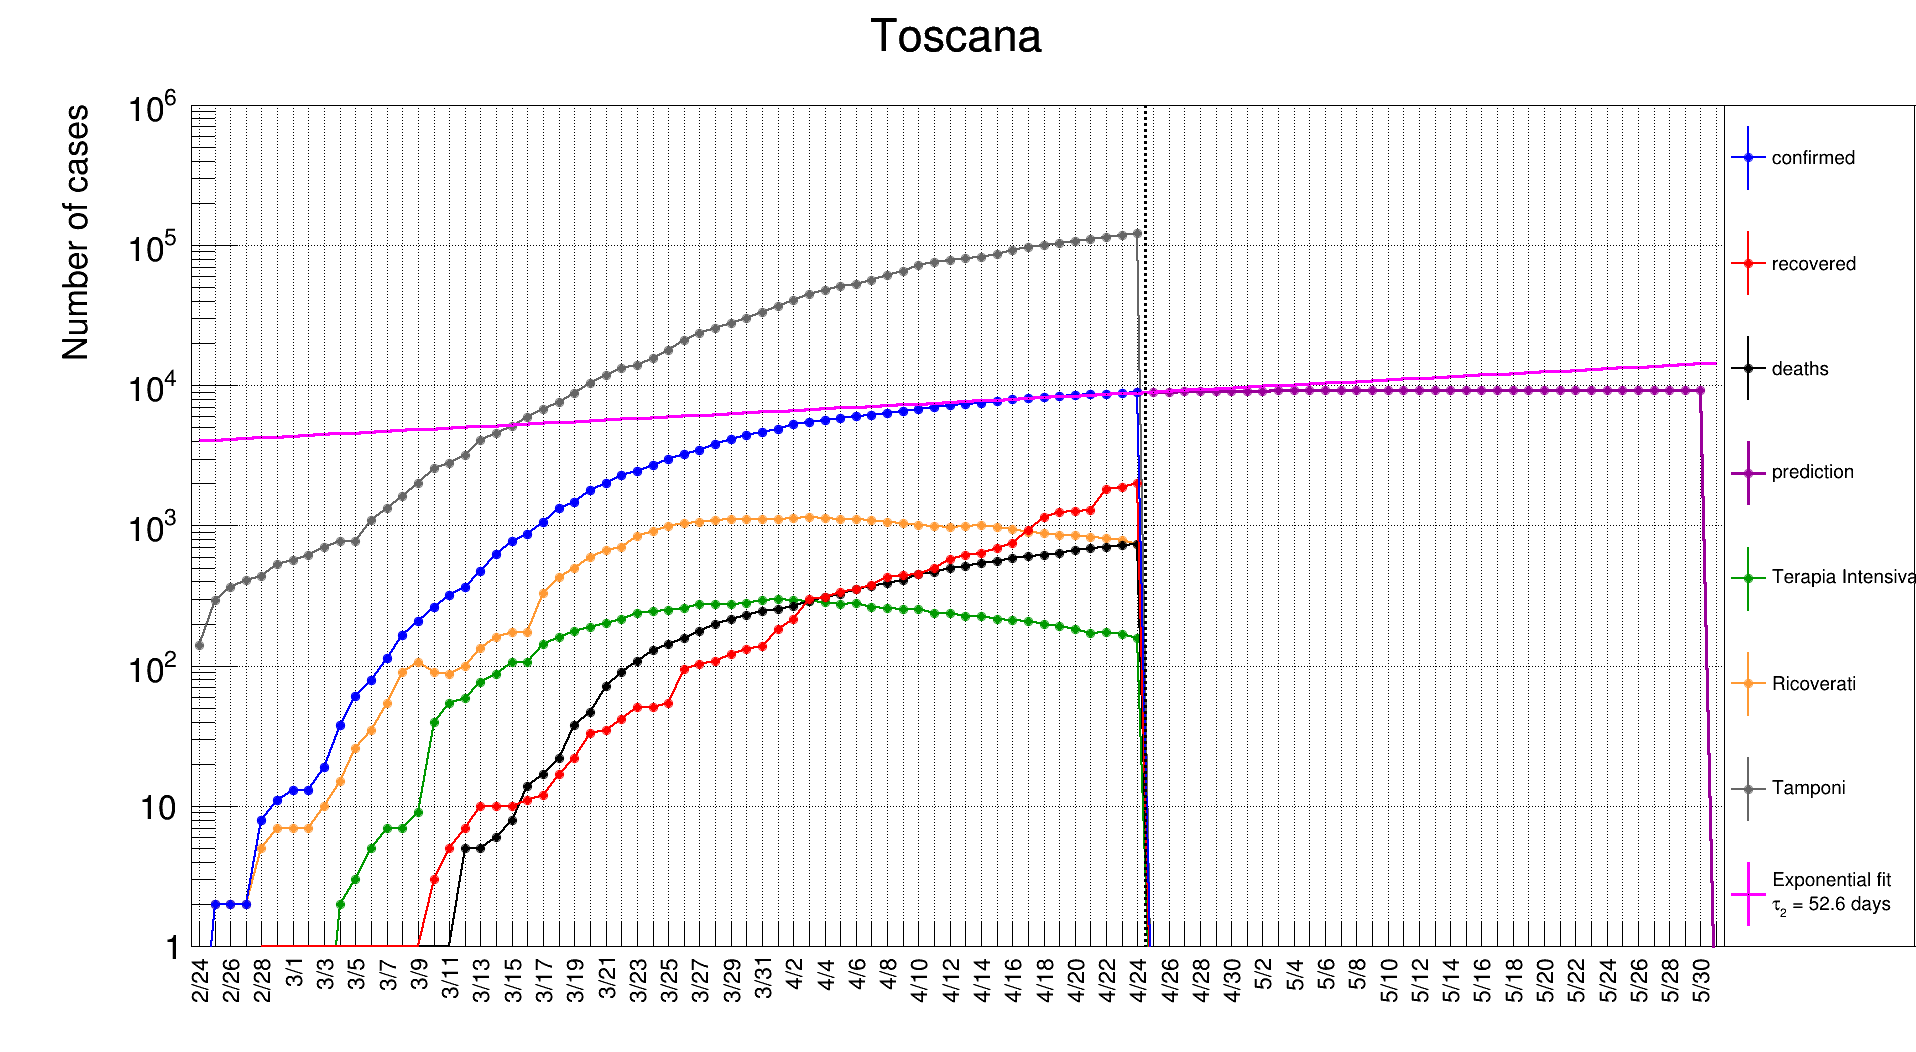 Toscana
Number of cases
10^6
10^5
10^4
10^3
10^2
10
1
2/24 2/26 2/28 3/1 3/3 3/5 3/7 3/9 3/11 3/13 3/15 3/17 3/19 3/21 3/23 3/25 3/27 3/29 3/31 4/2 4/4 4/6 4/8 4/10 4/12 4/14 4/16 4/18 4/20 4/22 4/24 4/26 4/28 4/30 5/2 5/4 5/6 5/8 5/10 5/12 5/14 5/16 5/18 5/20 5/22 5/24 5/26 5/28 5/30
confirmed
recovered
deaths
prediction
Terapia Intensiva
Ricoverati
Tamponi
Exponential fit
τ₂ = 52.6 days